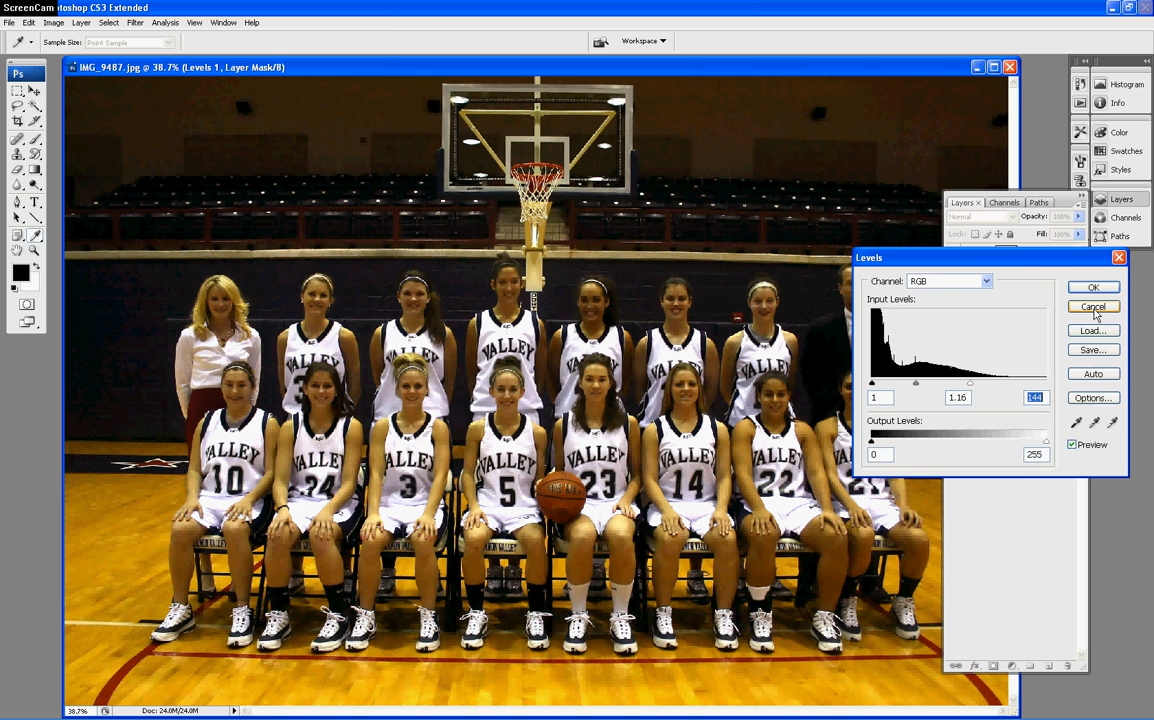 ScreenCam
toshop CS3 Extended
File Edit Image Layer Select Filter Analysis View Window Help
Sample Size: Point Sample
Workspace
Ps
IMG_9487.jpg @ 38.7% (Levels 1, Layer Mask/8)
Histogram
Info
Color
Swatches
Styles
Layers
Channels
Paths
Layers Channels Paths
Normal Opacity: 100%
Lock: Fill: 100%
Levels
Channel: RGB
Input Levels:
1 1.16 144
Output Levels:
0 255
OK
Cancel
Load...
Save...
Auto
Options...
Preview
VALLEY VALLEY VALLEY VALLEY VALLEY VALLEY
VALLEY VALLEY VALLEY VALLEY VALLEY VALLEY VALLEY
10 34 3 5 23 14 22
38.7% Doc: 24.0M/24.0M